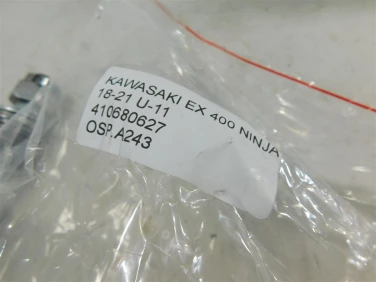 KAWASAKI EX 400 NINJA
18-21 U-11
410680627
OSP.A243